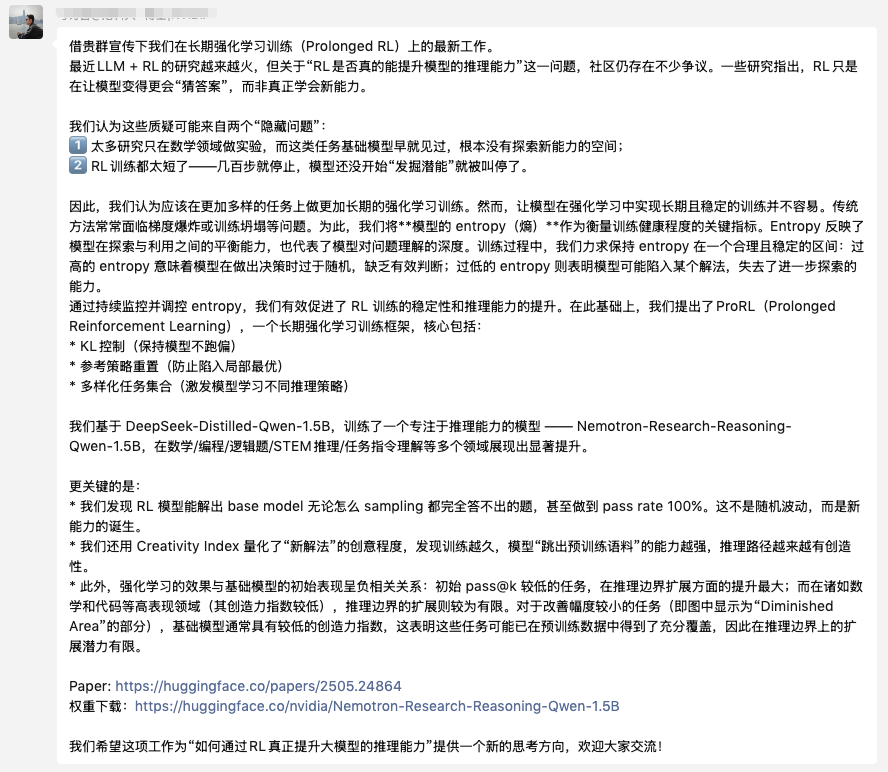 借贵群宣传下我们在长期强化学习训练（Prolonged RL）上的最新工作。
最近LLM + RL的研究越来越火，但关于“RL是否真的能提升模型的推理能力”这一问题，社区仍存在不少争议。一些研究指出，RL只是
在让模型变得更会“猜答案”，而非真正学会新能力。
我们认为这些质疑可能来自两个“隐藏问题”：
1 太多研究只在数学领域做实验，而这类任务基础模型早就见过，根本没有探索新能力的空间；
2 RL训练都太短了——几百步就停止，模型还没开始“发掘潜能”就被叫停了。
因此，我们认为应该在更加多样的任务上做更加长期的强化学习训练。然而，让模型在强化学习中实现长期且稳定的训练并不容易。传统
方法常常面临梯度爆炸或训练坍塌等问题。为此，我们将**模型的 entropy（熵）**作为衡量训练健康程度的关键指标。Entropy 反映了
模型在探索与利用之间的平衡能力，也代表了模型对问题理解的深度。训练过程中，我们力求保持 entropy 在一个合理且稳定的区间：过
高的 entropy 意味着模型在做出决策时过于随机，缺乏有效判断；过低的 entropy 则表明模型可能陷入某个解法，失去了进一步探索的
能力。
通过持续监控并调控 entropy，我们有效促进了 RL 训练的稳定性和推理能力的提升。在此基础上，我们提出了ProRL（Prolonged
Reinforcement Learning），一个长期强化学习训练框架，核心包括：
* KL控制（保持模型不跑偏）
* 参考策略重置（防止陷入局部最优）
* 多样化任务集合（激发模型学习不同推理策略）
我们基于 DeepSeek-Distilled-Qwen-1.5B，训练了一个专注于推理能力的模型 —— Nemotron-Research-Reasoning-
Qwen-1.5B，在数学/编程/逻辑题/STEM推理/任务指令理解等多个领域展现出显著提升。
更关键的是：
* 我们发现 RL 模型能解出 base model 无论怎么 sampling 都完全答不出的题，甚至做到 pass rate 100%。这不是随机波动，而是新
能力的诞生。
* 我们还用 Creativity Index 量化了“新解法”的创意程度，发现训练越久，模型“跳出预训练语料”的能力越强，推理路径越来越有创造
性。
* 此外，强化学习的效果与基础模型的初始表现呈负相关关系：初始 pass@k 较低的任务，在推理边界扩展方面的提升最大；而在诸如数
学和代码等高表现领域（其创造力指数较低），推理边界的扩展则较为有限。对于改善幅度较小的任务（即图中显示为“Diminished
Area”的部分），基础模型通常具有较低的创造力指数，这表明这些任务可能已在预训练数据中得到了充分覆盖，因此在推理边界上的扩
展潜力有限。
Paper: https://huggingface.co/papers/2505.24864
权重下载：https://huggingface.co/nvidia/Nemotron-Research-Reasoning-Qwen-1.5B
我们希望这项工作为“如何通过RL真正提升大模型的推理能力”提供一个新的思考方向，欢迎大家交流！